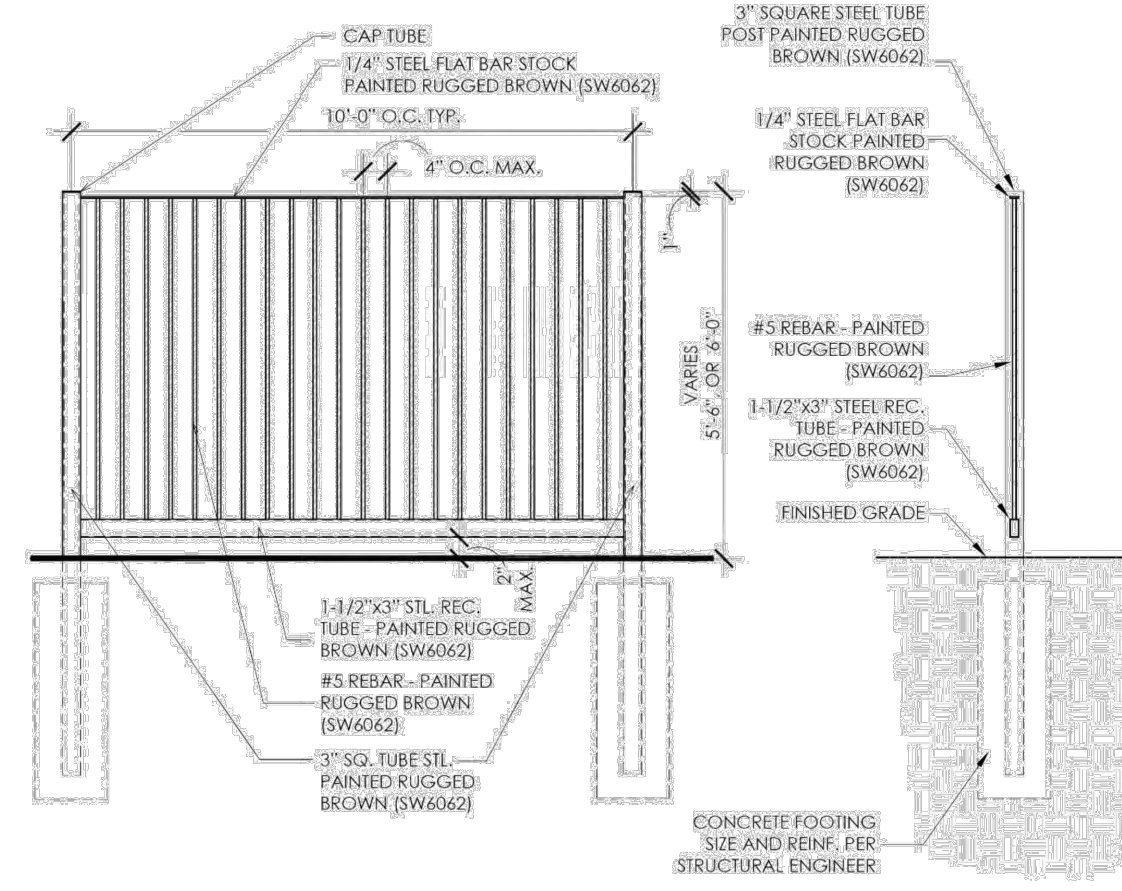 CAP TUBE
1/4" STEEL FLAT BAR STOCK
PAINTED RUGGED BROWN (SW6062)
10'-0" O.C. TYP.
4" O.C. MAX.
1"
VARIES
5'-6" OR 6'-0"
2"
MAX.
1-1/2"x3" STL. REC.
TUBE - PAINTED RUGGED
BROWN (SW6062)
#5 REBAR - PAINTED
RUGGED BROWN
(SW6062)
3" SQ. TUBE STL.
PAINTED RUGGED
BROWN (SW6062)
3" SQUARE STEEL TUBE
POST PAINTED RUGGED
BROWN (SW6062)
1/4" STEEL FLAT BAR
STOCK PAINTED
RUGGED BROWN
(SW6062)
#5 REBAR - PAINTED
RUGGED BROWN
(SW6062)
1-1/2"x3" STEEL REC.
TUBE - PAINTED
RUGGED BROWN
(SW6062)
FINISHED GRADE
CONCRETE FOOTING
SIZE AND REINF. PER
STRUCTURAL ENGINEER